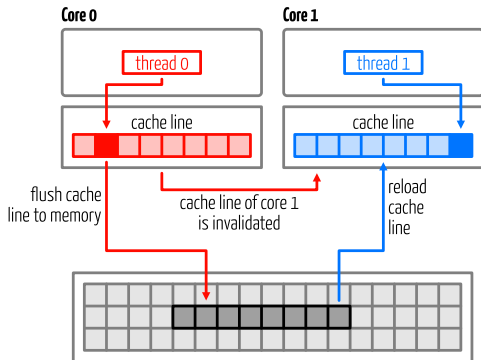 Core 0
Core 1
thread 0
thread 1
cache line
cache line
flush cache
line to memory
cache line of core 1
is invalidated
reload
cache
line